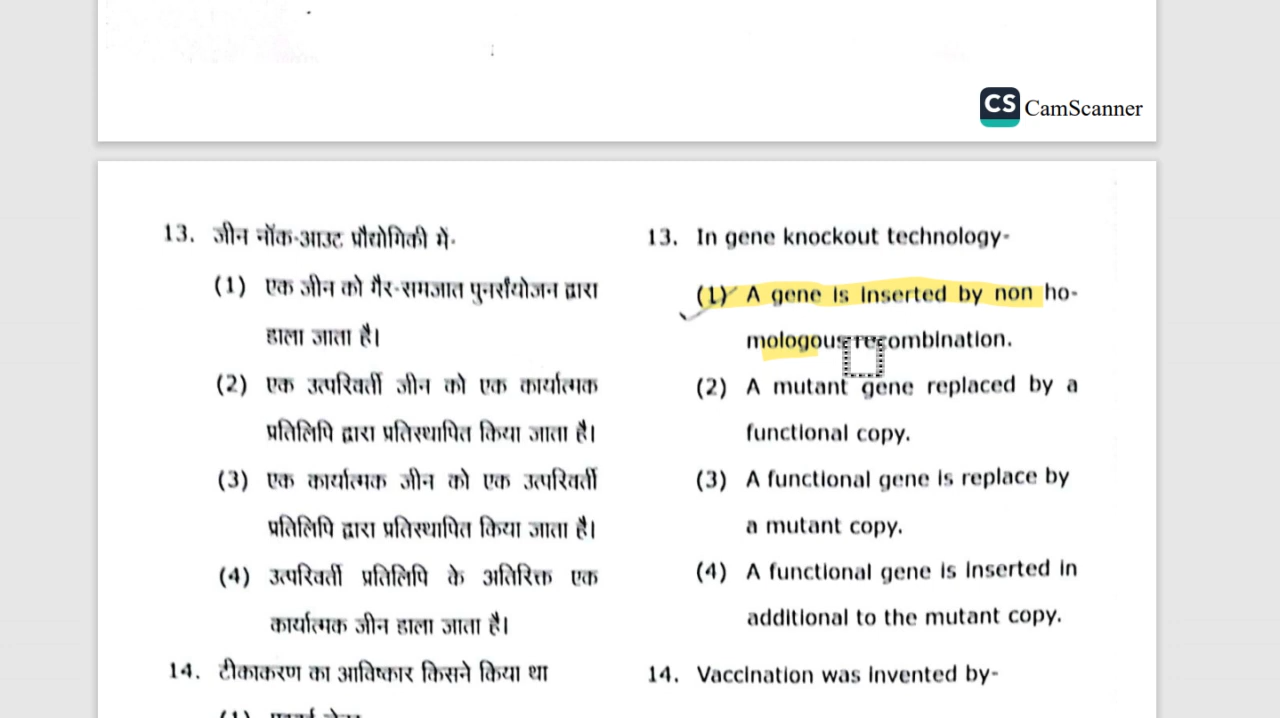 CS CamScanner
13. जीन नॉक-आउट प्रौद्योगिकी में-
(1) एक जीन को गैर-समजात पुनर्संयोजन द्वारा
डाला जाता है।
(2) एक उत्परिवर्ती जीन को एक कार्यात्मक
प्रतिलिपि द्वारा प्रतिस्थापित किया जाता है।
(3) एक कार्यात्मक जीन को एक उत्परिवर्ती
प्रतिलिपि द्वारा प्रतिस्थापित किया जाता है।
(4) उत्परिवर्ती प्रतिलिपि के अतिरिक्त एक
कार्यात्मक जीन डाला जाता है।
14. टीकाकरण का आविष्कार किसने किया था
(1)
13. In gene knockout technology-
(1) A gene is inserted by non ho-
mologous recombination.
(2) A mutant gene replaced by a
functional copy.
(3) A functional gene is replace by
a mutant copy.
(4) A functional gene is inserted in
additional to the mutant copy.
14. Vaccination was invented by-